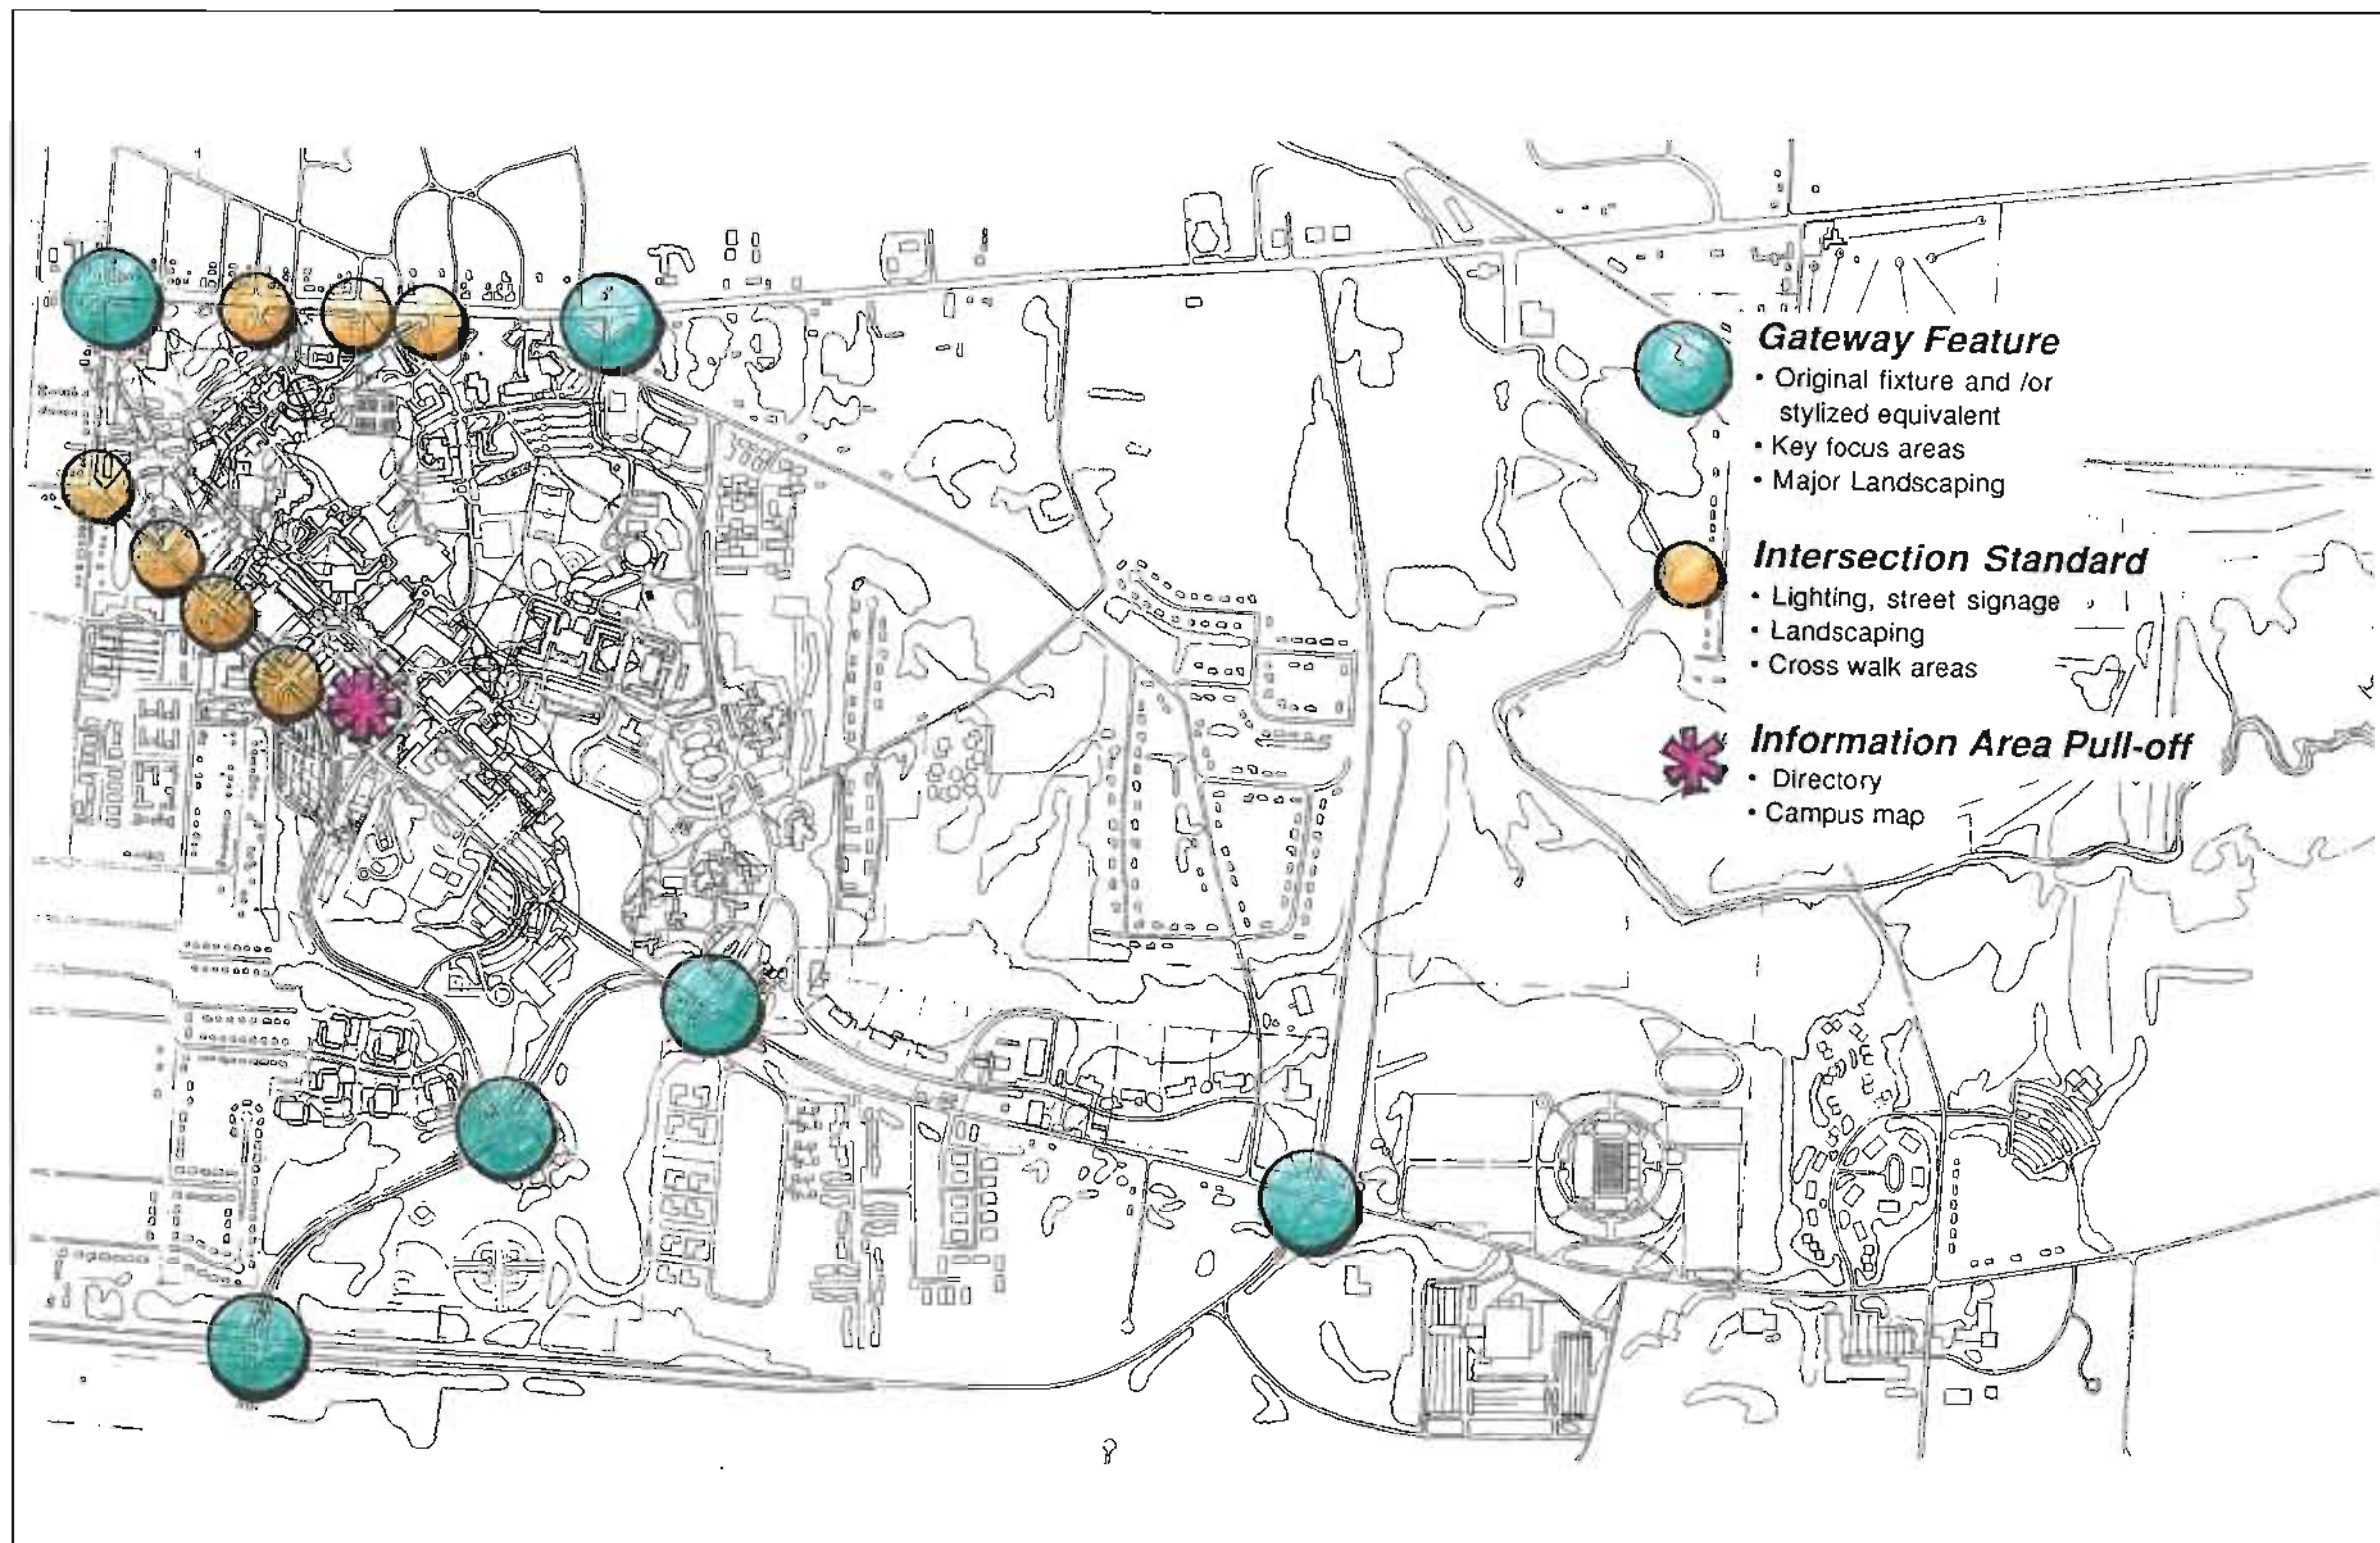 Gateway Feature
• Original fixture and /or
stylized equivalent
• Key focus areas
• Major Landscaping
Intersection Standard
• Lighting, street signage
• Landscaping
• Cross walk areas
Information Area Pull-off
• Directory
• Campus map